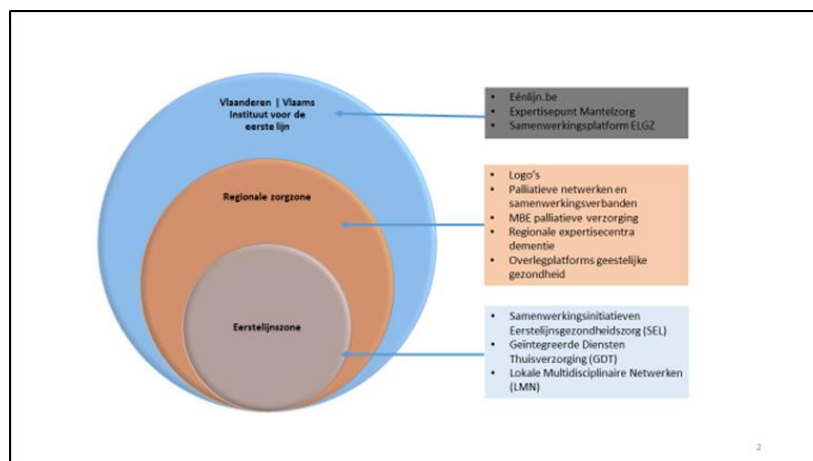 Vlaanderen | Vlaams
Instituut voor de
eerste lijn
Regionale zorgzone
Eerstelijnszone
• Eénlijn.be
• Expertisepunt Mantelzorg
• Samenwerkingsplatform ELGZ
• Logo's
• Palliatieve netwerken en
samenwerkingsverbanden
• MBE palliatieve verzorging
• Regionale expertisecentra
dementie
• Overlegplatforms geestelijke
gezondheid
• Samenwerkingsinitiatieven
Eerstelijnsgezondheidszorg (SEL)
• Geïntegreerde Diensten
Thuisverzorging (GDT)
• Lokale Multidisciplinaire Netwerken
(LMN)
2